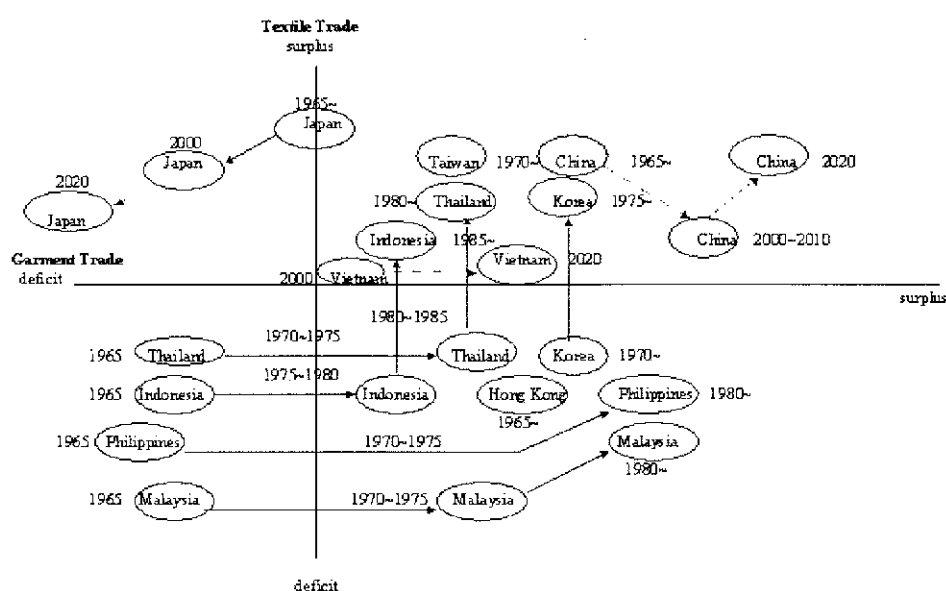 Textile Trade
surplus
1965~
Japan
2000
Japan
2020
Japan
Taiwan 1970~
China 1965~
China 2020
1980~ Thailand
Korea 1975~
Indonesia 1985~
China 2000~2010
Garment Trade
deficit
2000 Vietnam
Vietnam 2020
surplus
1980~1985
1965 Thailand
1970~1975
Thailand
Korea 1970~
1975~1980
1965 Indonesia
Indonesia
Hong Kong
1965~
Philippines 1980~
1965 Philippines
1970~1975
Malaysia
1980~
1965 Malaysia
1970~1975
Malaysia
deficit